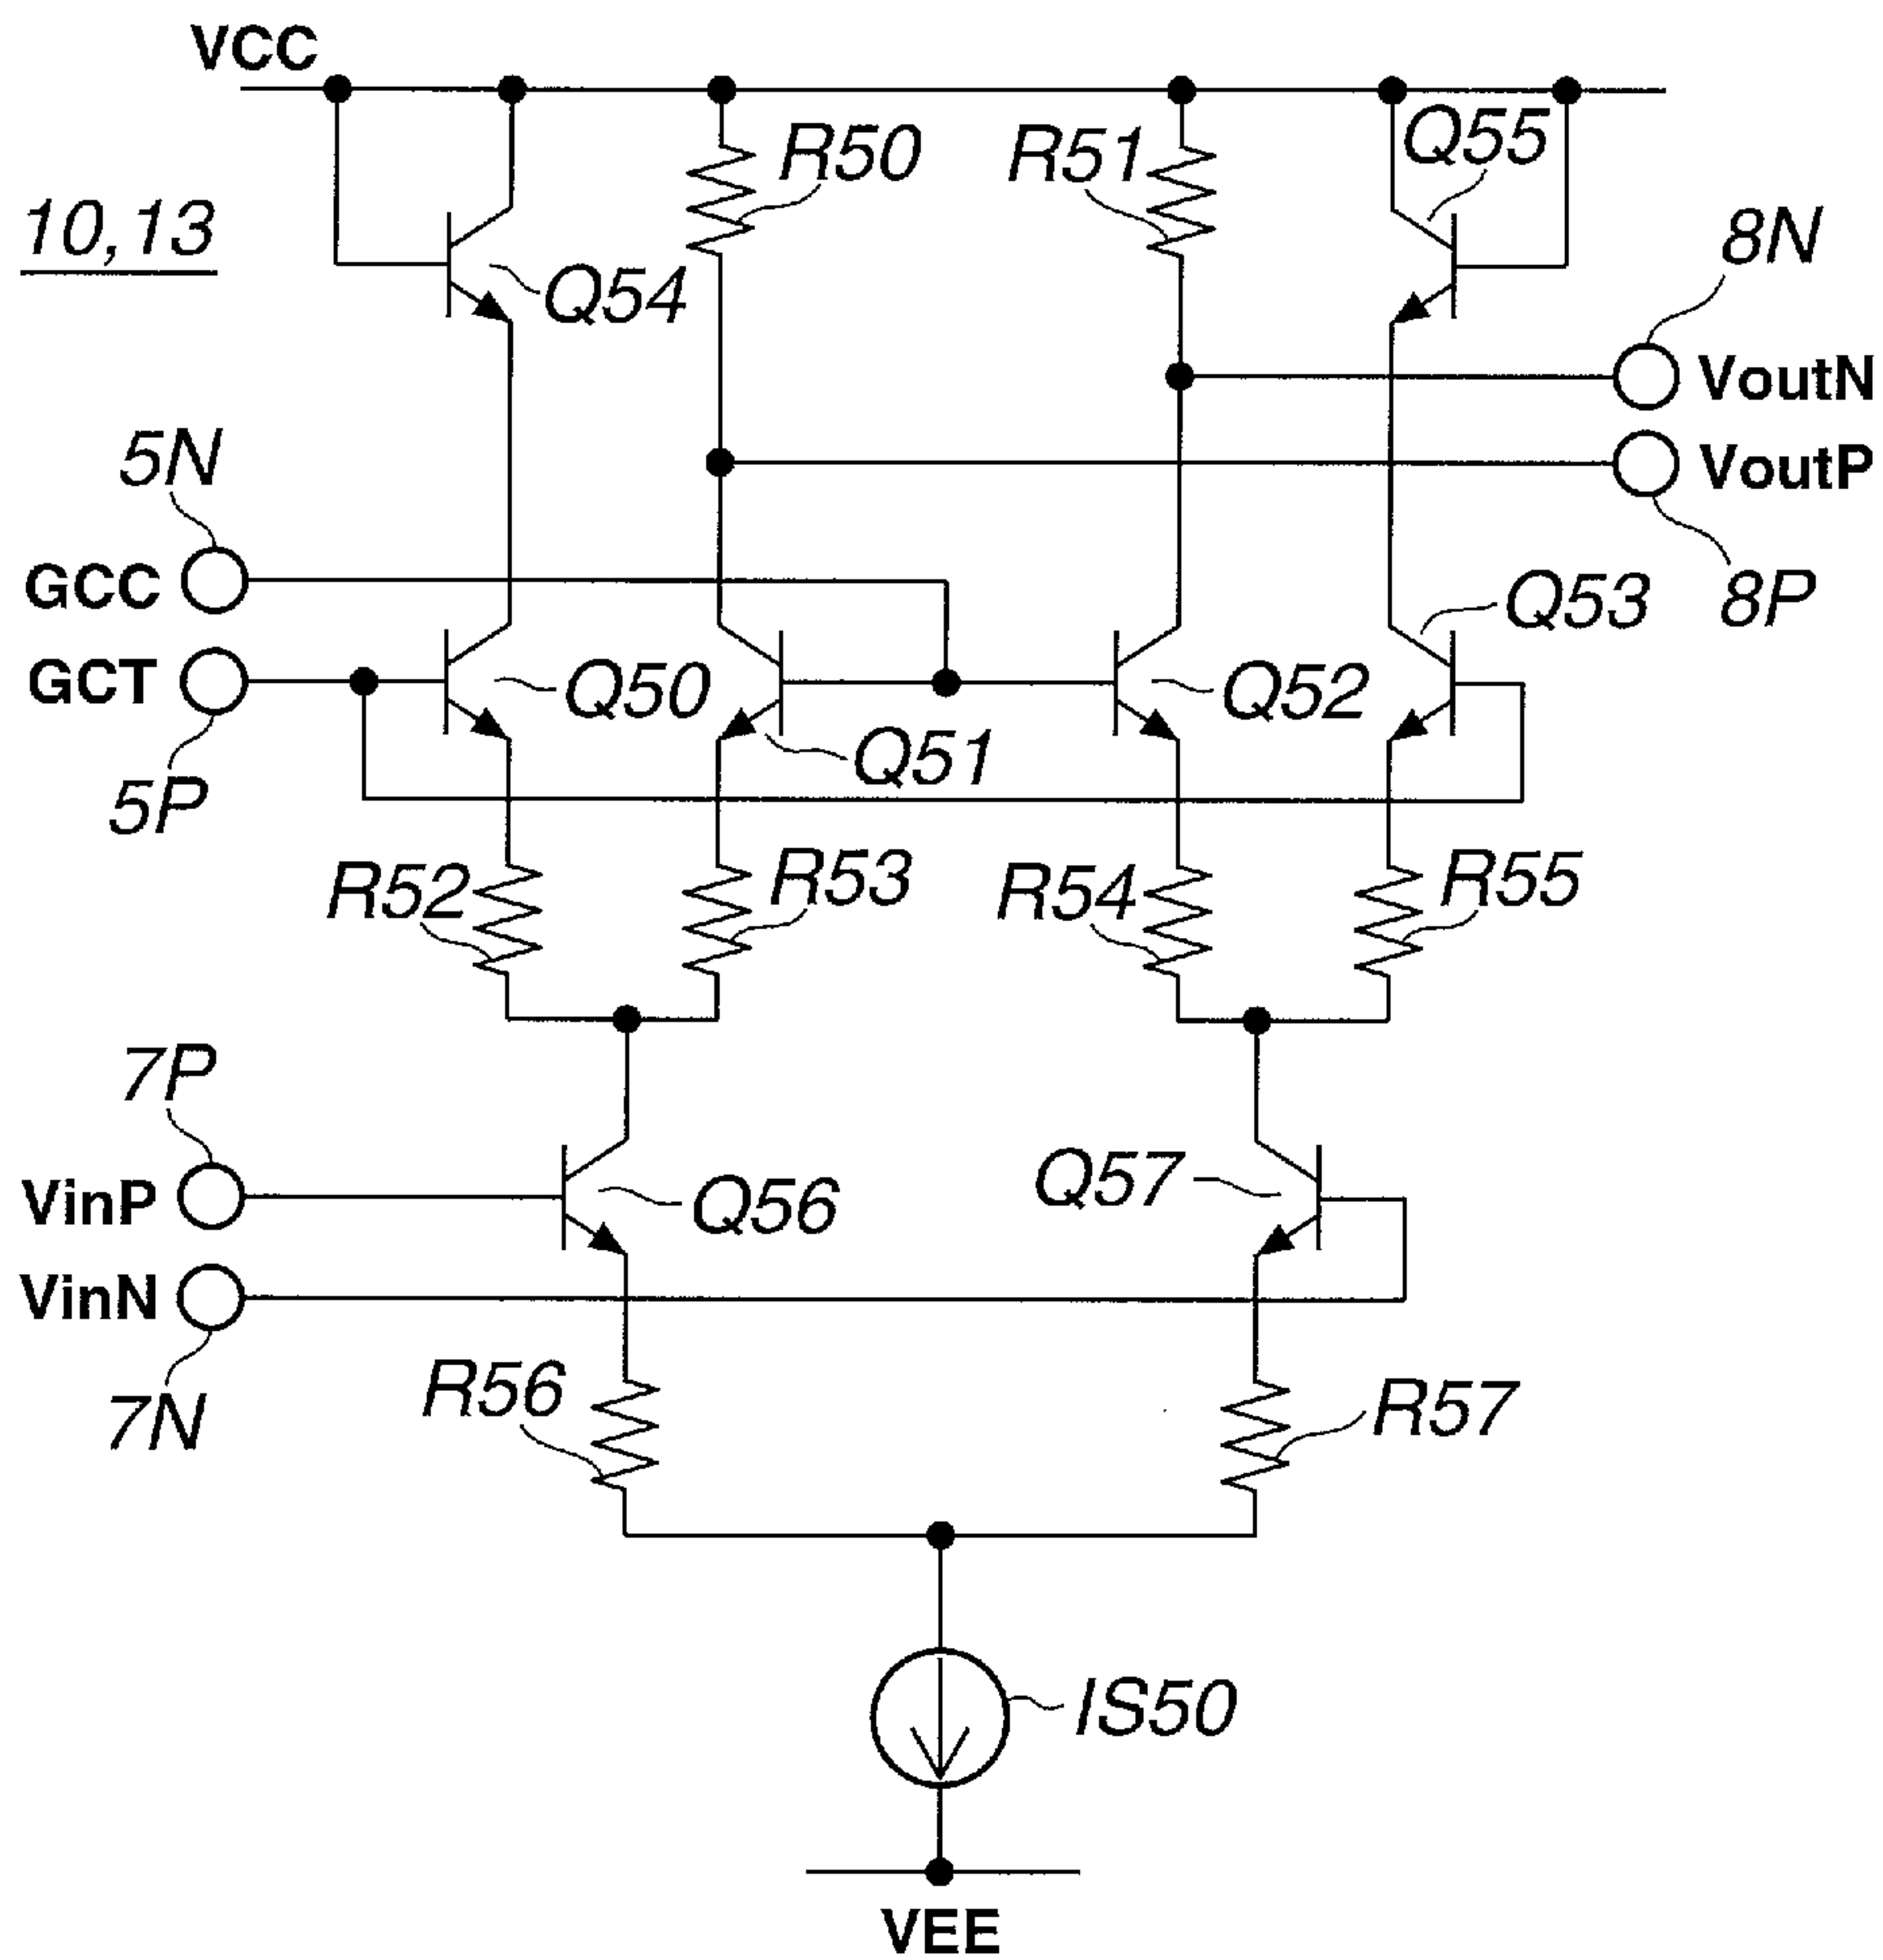 VCC
R50
R51
Q55
10,13
8N
Q54
VoutN
5N
VoutP
GCC
8P
Q53
GCT
Q50
Q52
Q51
5P
R52
R53
R54
R55
7P
VinP
Q56
Q57
VinN
R56
R57
7N
IS50
VEE